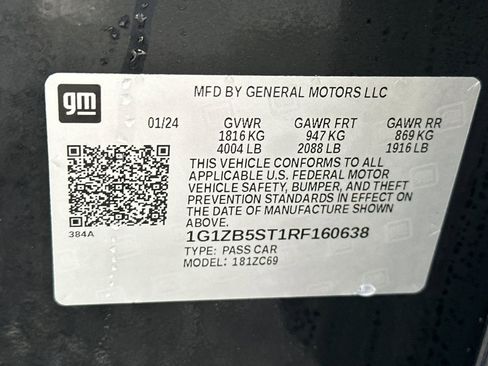 gm
MFD BY GENERAL MOTORS LLC
01/24 GVWR GAWR FRT GAWR RR
1816 KG 947 KG 869 KG
4004 LB 2088 LB 1916 LB
THIS VEHICLE CONFORMS TO ALL
APPLICABLE U.S. FEDERAL MOTOR
VEHICLE SAFETY, BUMPER, AND THEFT
PREVENTION STANDARDS IN EFFECT ON
THE DATE OF MANUFACTURE SHOWN
ABOVE.
384A
1G1ZB5ST1RF160638
TYPE: PASS CAR
MODEL: 181ZC69